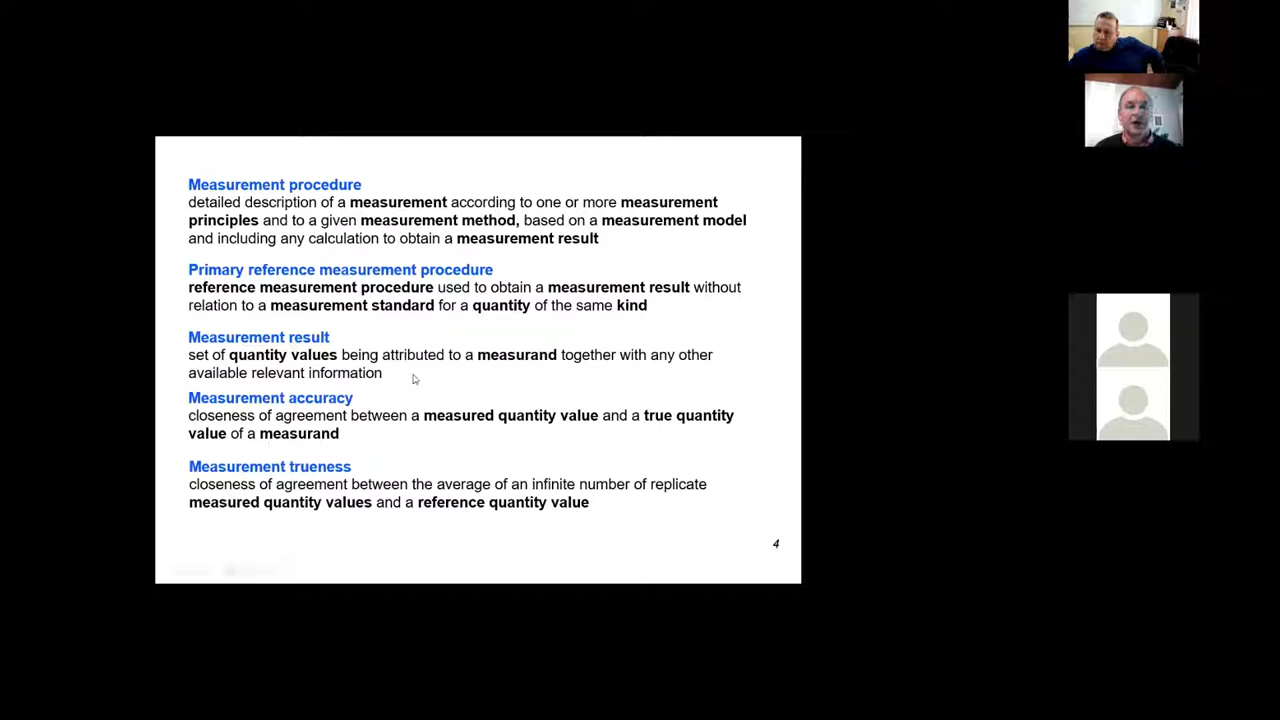 Measurement procedure
detailed description of a measurement according to one or more measurement
principles and to a given measurement method, based on a measurement model
and including any calculation to obtain a measurement result
Primary reference measurement procedure
reference measurement procedure used to obtain a measurement result without
relation to a measurement standard for a quantity of the same kind
Measurement result
set of quantity values being attributed to a measurand together with any other
available relevant information
Measurement accuracy
closeness of agreement between a measured quantity value and a true quantity
value of a measurand
Measurement trueness
closeness of agreement between the average of an infinite number of replicate
measured quantity values and a reference quantity value
4